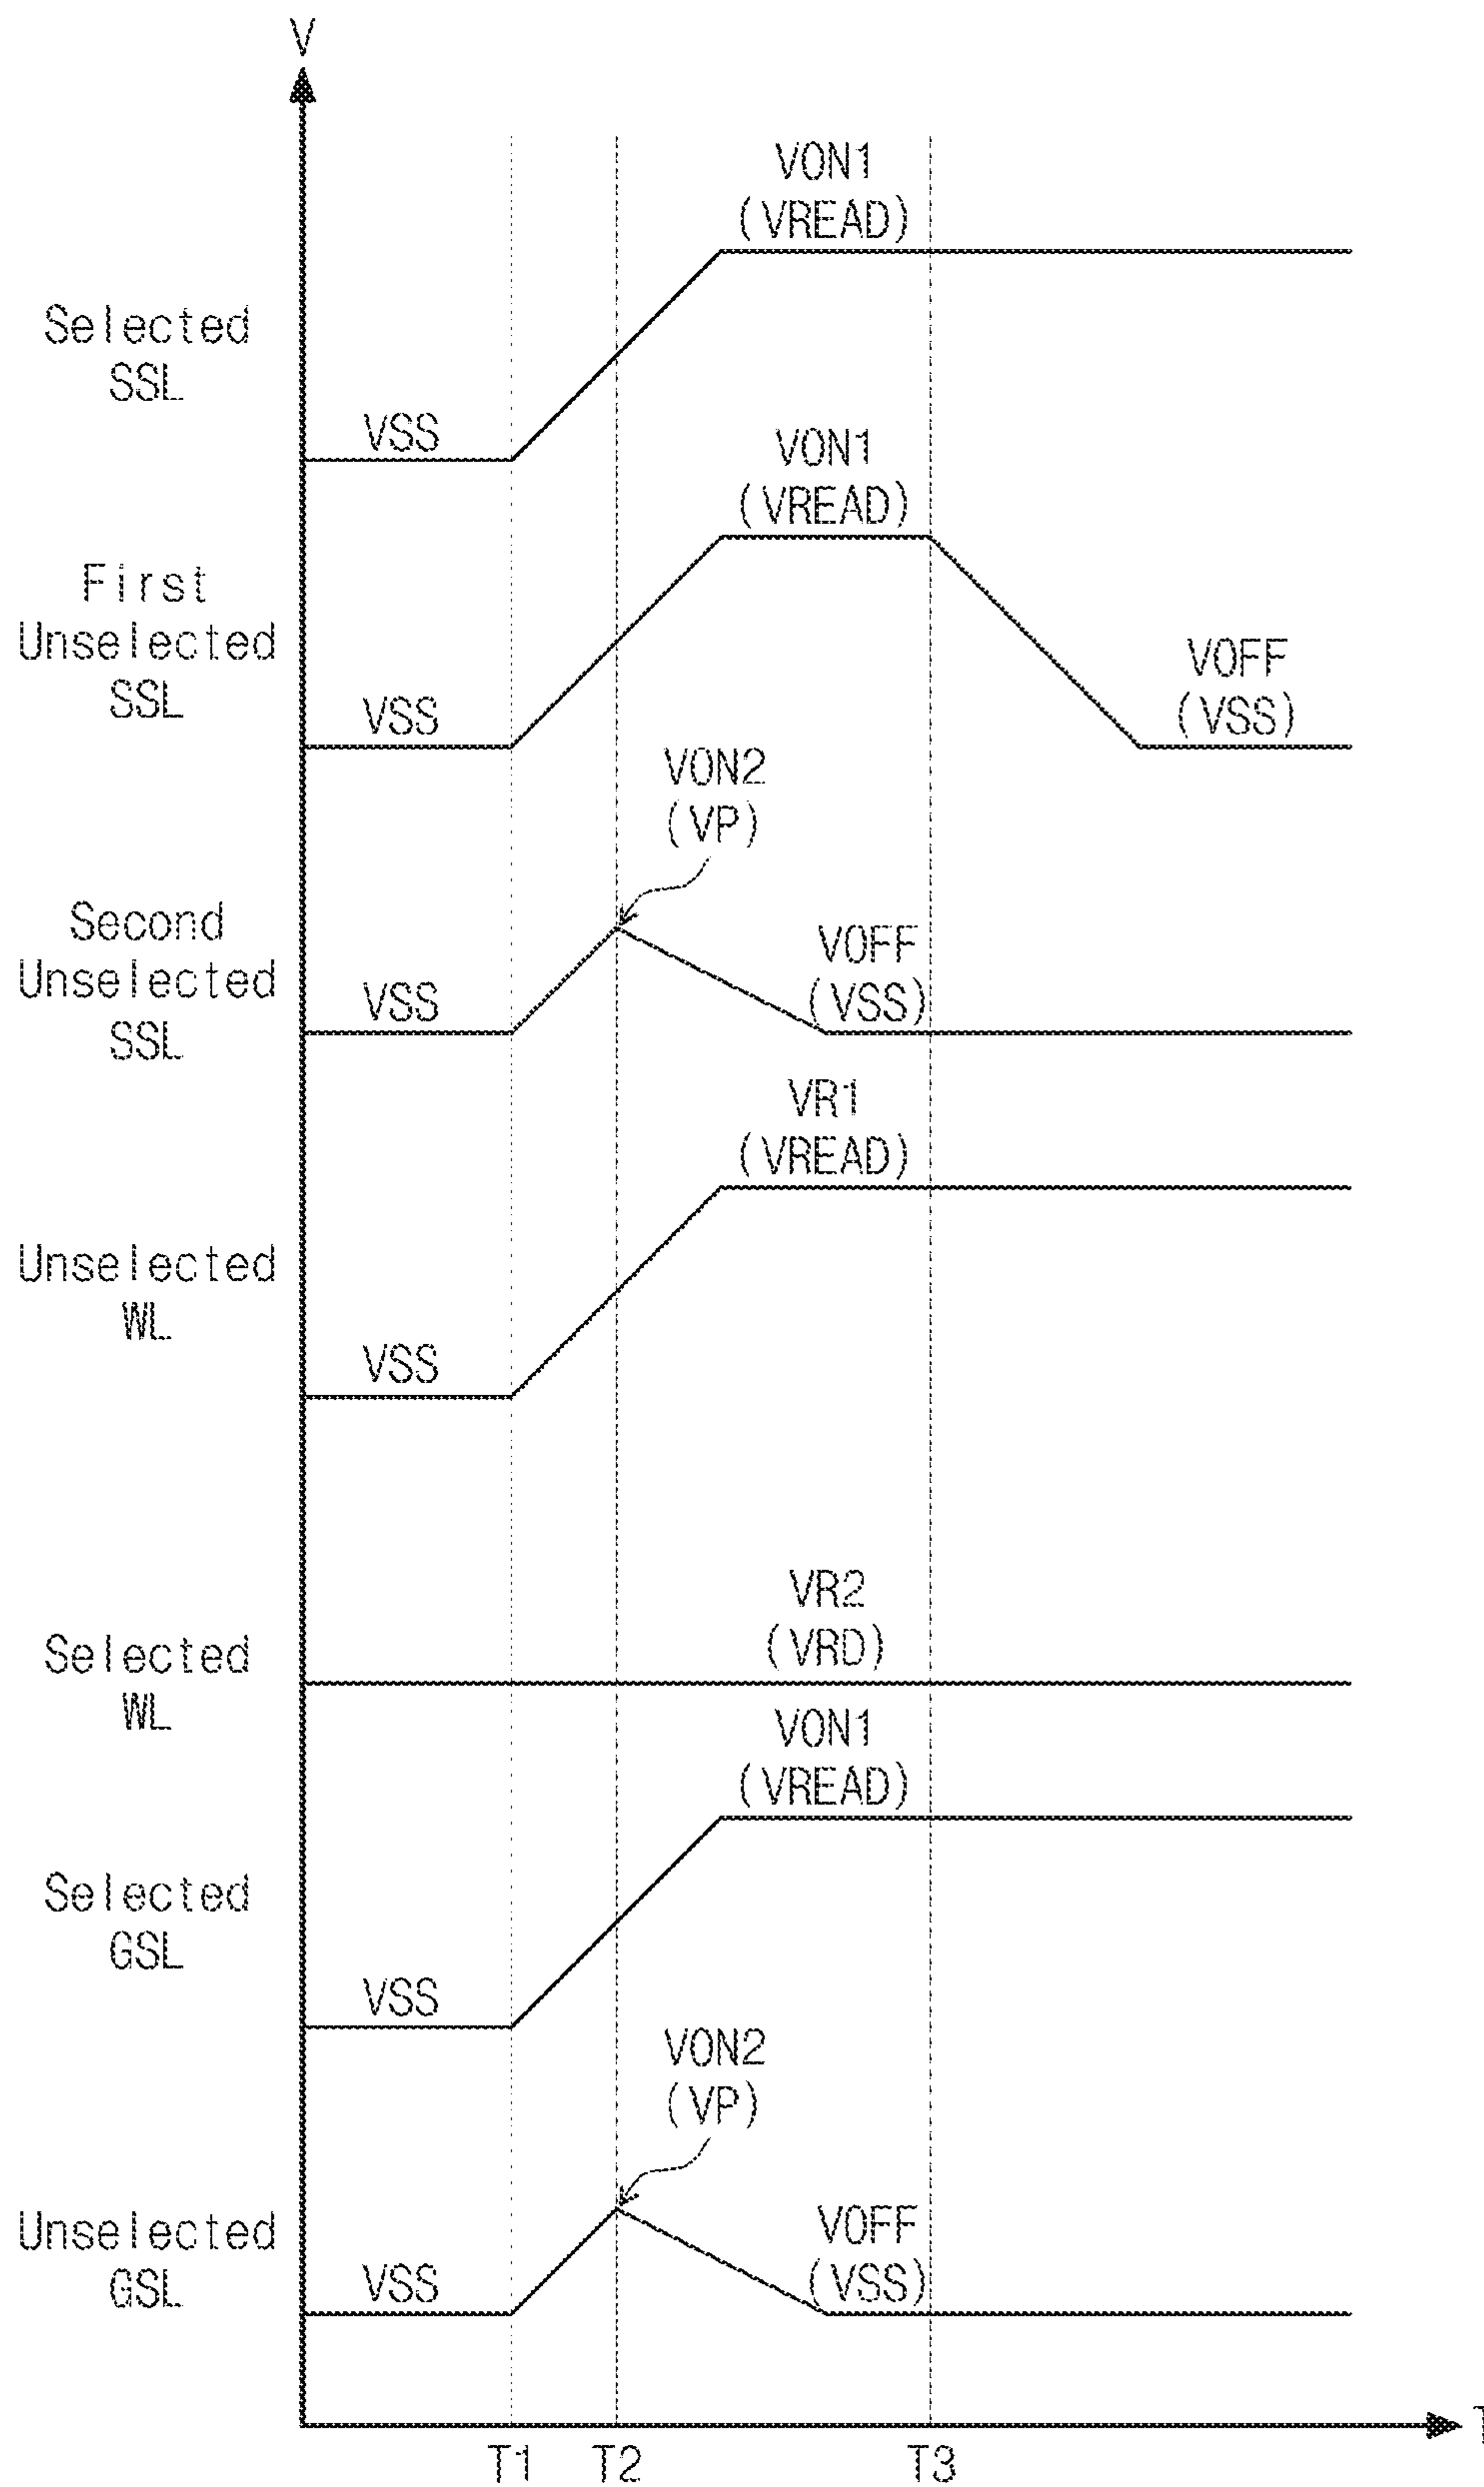 V
VON1
(VREAD)
Selected
SSL
VSS
VON1
(VREAD)
First
Unselected
SSL
VSS
VOFF
(VSS)
VON2
(VP)
Second
Unselected
SSL
VSS
VOFF
(VSS)
VR1
(VREAD)
Unselected
WL
VSS
VR2
(VRD)
Selected
WL
VON1
(VREAD)
Selected
GSL
VSS
VON2
(VP)
Unselected
GSL
VSS
VOFF
(VSS)
T
T1 T2 T3